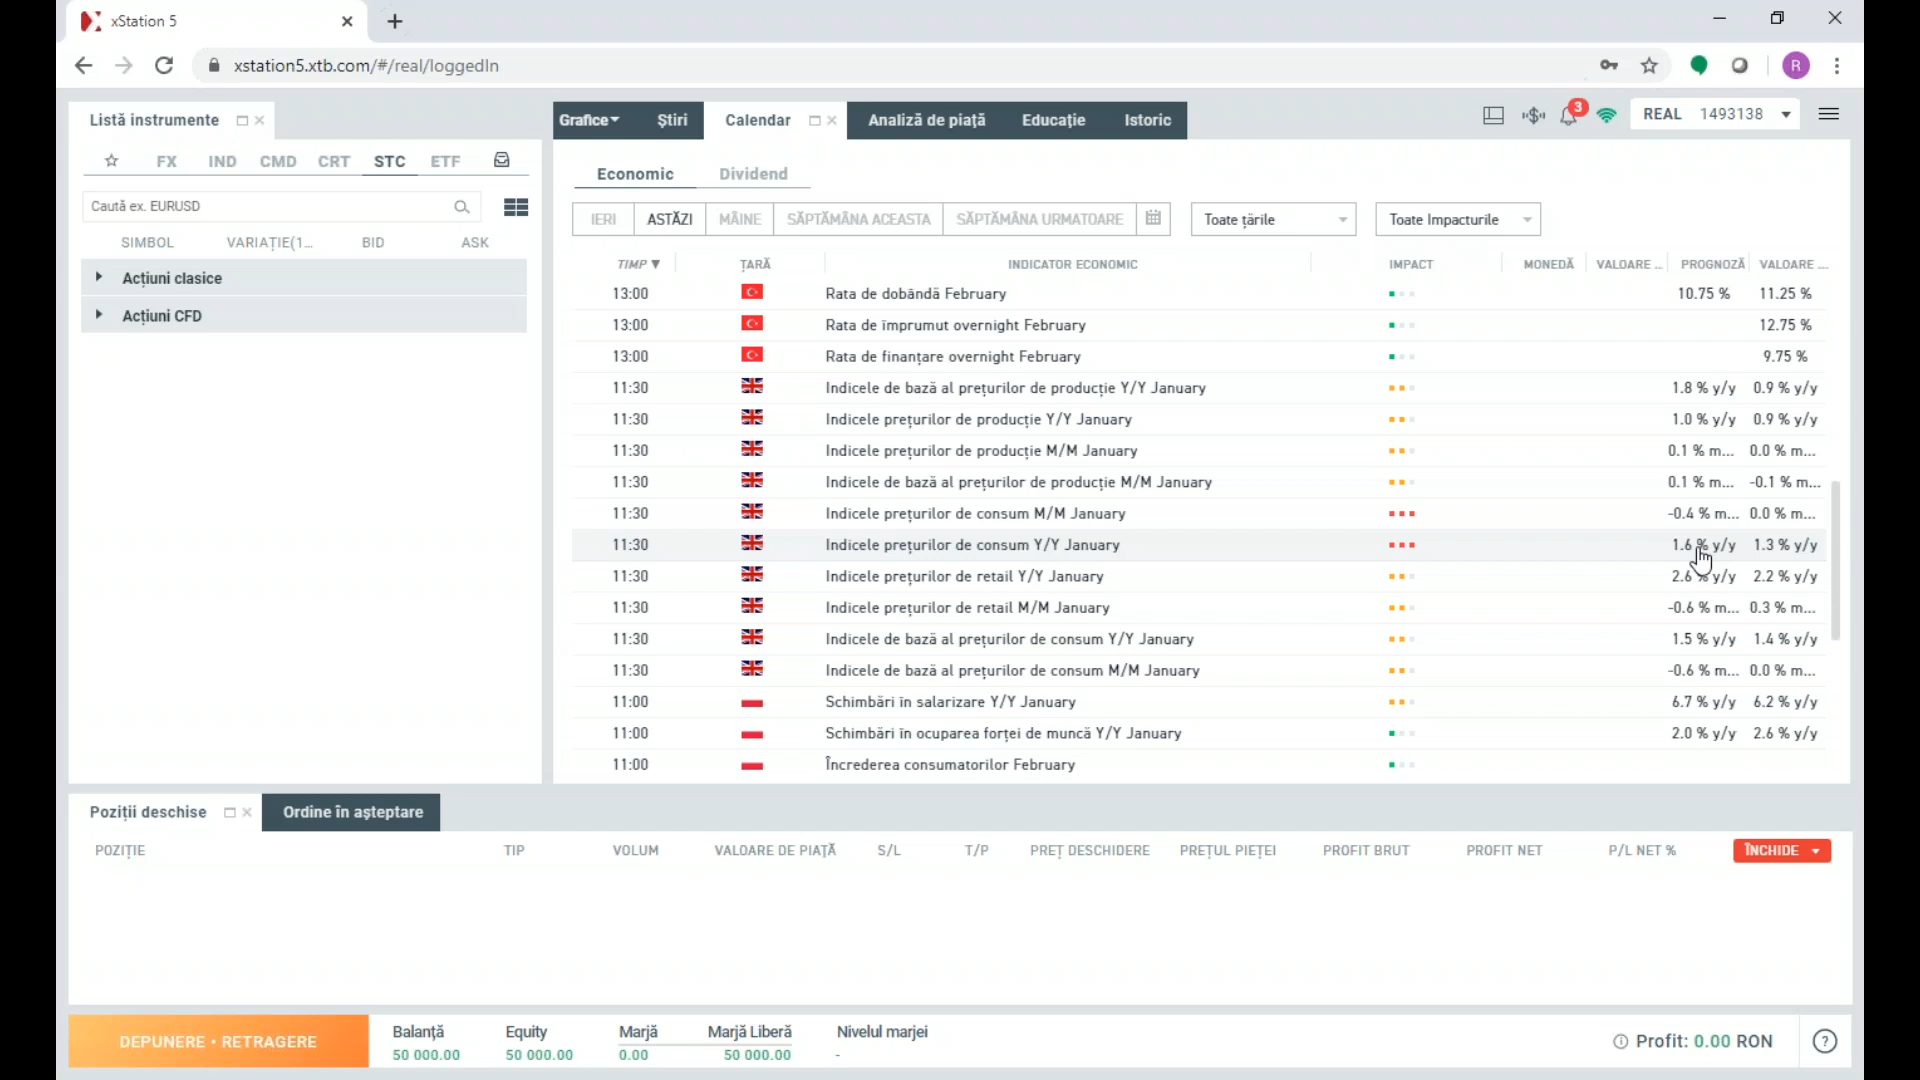 xStation 5
xstation5.xtb.com/#/real/loggedIn
R
Listă instrumente
Grafice Știri Calendar Analiză de piață Educație Istoric
3
REAL 1493138
FX IND CMD CRT STC ETF
Economic Dividend
Caută ex. EURUSD
IERI ASTĂZI MÂINE SĂPTĂMÂNA ACEASTA SĂPTĂMÂNA URMATOARE Toate țările Toate Impacturile
SIMBOL VARIAȚIE(1... BID ASK
TIMP ▼ ȚARĂ INDICATOR ECONOMIC IMPACT MONEDĂ VALOARE ... PROGNOZĂ VALOARE ...
Acțiuni clasice
Acțiuni CFD
13:00 Rata de dobândă February 10.75 % 11.25 %
13:00 Rata de împrumut overnight February 12.75 %
13:00 Rata de finanțare overnight February 9.75 %
11:30 Indicele de bază al prețurilor de producție Y/Y January 1.8 % y/y 0.9 % y/y
11:30 Indicele prețurilor de producție Y/Y January 1.0 % y/y 0.9 % y/y
11:30 Indicele prețurilor de producție M/M January 0.1 % m... 0.0 % m...
11:30 Indicele de bază al prețurilor de producție M/M January 0.1 % m... -0.1 % m...
11:30 Indicele prețurilor de consum M/M January -0.4 % m... 0.0 % m...
11:30 Indicele prețurilor de consum Y/Y January 1.6 % y/y 1.3 % y/y
11:30 Indicele prețurilor de retail Y/Y January 2.6 % y/y 2.2 % y/y
11:30 Indicele prețurilor de retail M/M January -0.6 % m... 0.3 % m...
11:30 Indicele de bază al prețurilor de consum Y/Y January 1.5 % y/y 1.4 % y/y
11:30 Indicele de bază al prețurilor de consum M/M January -0.6 % m... 0.0 % m...
11:00 Schimbări în salarizare Y/Y January 6.7 % y/y 6.2 % y/y
11:00 Schimbări în ocuparea forței de muncă Y/Y January 2.0 % y/y 2.6 % y/y
11:00 Încrederea consumatorilor February
Poziții deschise Ordine în așteptare
POZIȚIE TIP VOLUM VALOARE DE PIAȚĂ S/L T/P PREȚ DESCHIDERE PREȚUL PIEȚEI PROFIT BRUT PROFIT NET P/L NET % ÎNCHIDE
DEPUNERE • RETRAGERE
Balanță Equity Marjă Marjă Liberă Nivelul marjei
50 000.00 50 000.00 0.00 50 000.00 -
Profit: 0.00 RON
?